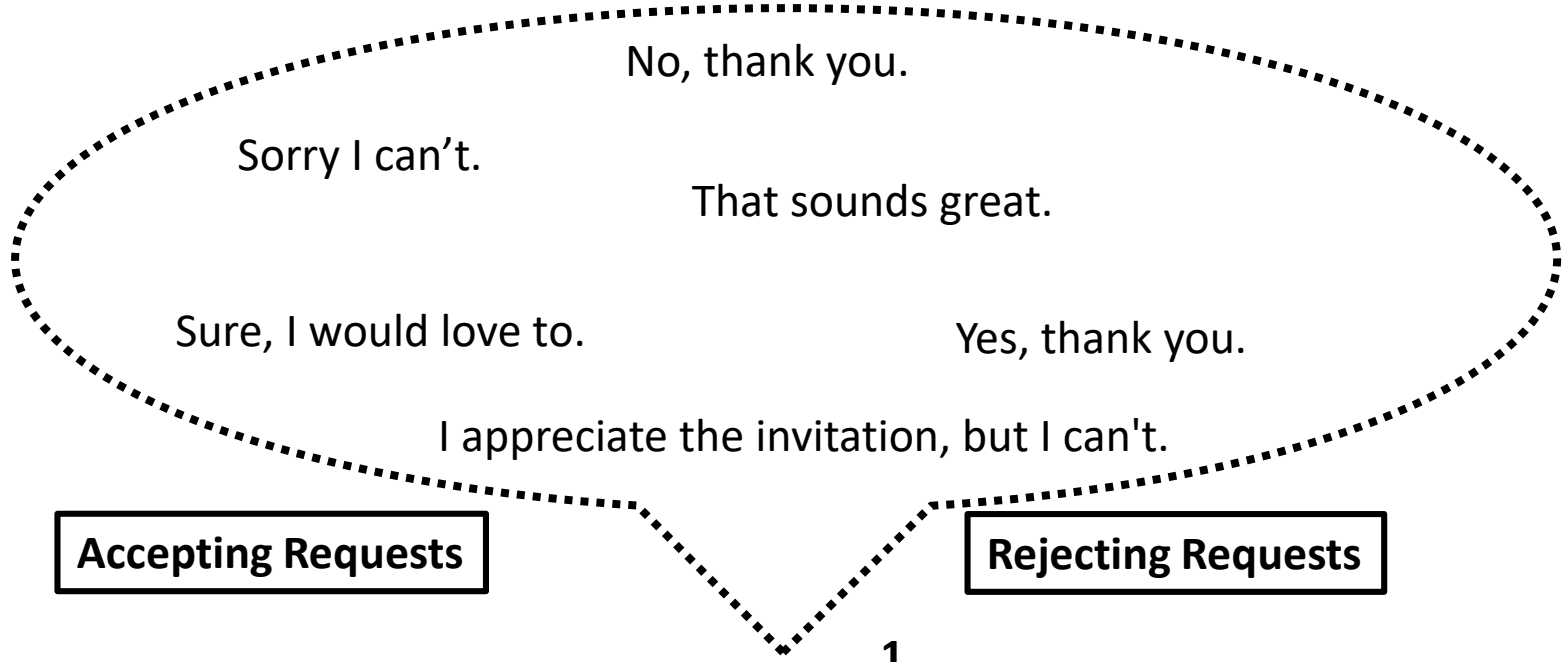 No, thank you.
Sorry I can’t.
That sounds great.
Sure, I would love to.
Yes, thank you.
I appreciate the invitation, but I can't.
Accepting Requests
Rejecting Requests
1